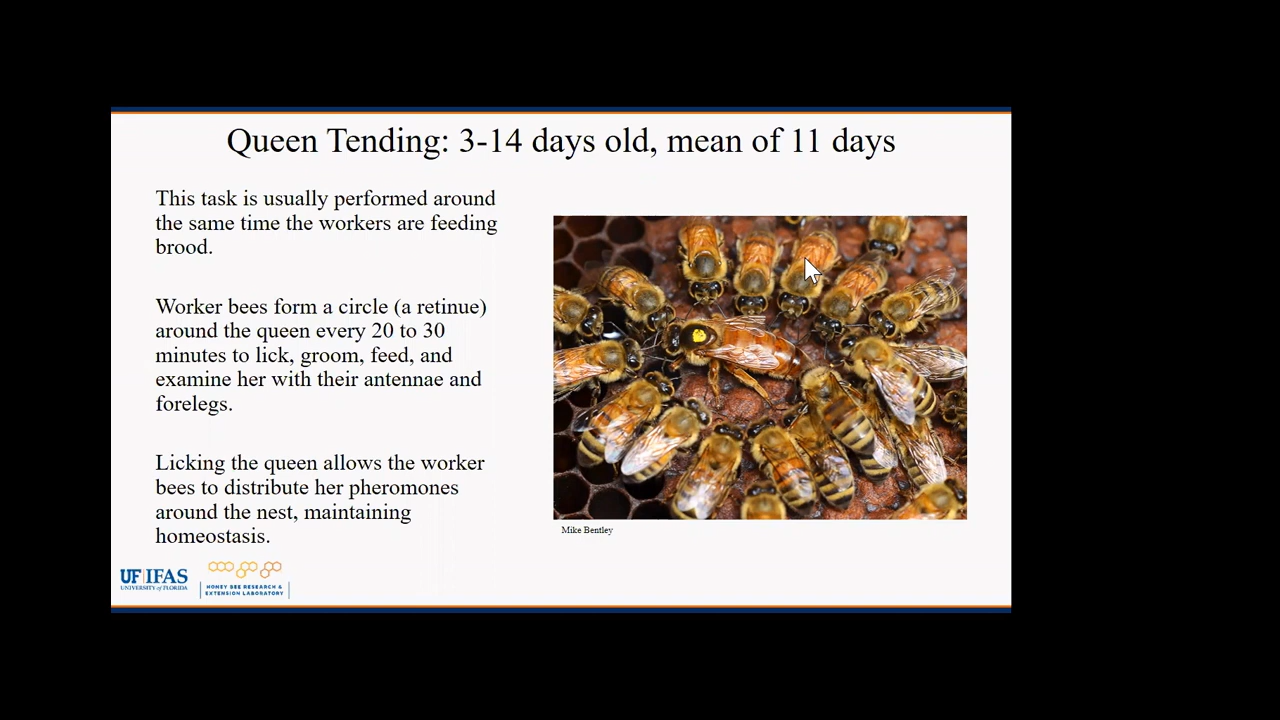 Queen Tending: 3-14 days old, mean of 11 days
This task is usually performed around
the same time the workers are feeding
brood.
Worker bees form a circle (a retinue)
around the queen every 20 to 30
minutes to lick, groom, feed, and
examine her with their antennae and
forelegs.
Licking the queen allows the worker
bees to distribute her pheromones
around the nest, maintaining
homeostasis.
Mike Bentley
UF IFAS
UNIVERSITY of FLORIDA
HONEY BEE RESEARCH &
EXTENSION LABORATORY